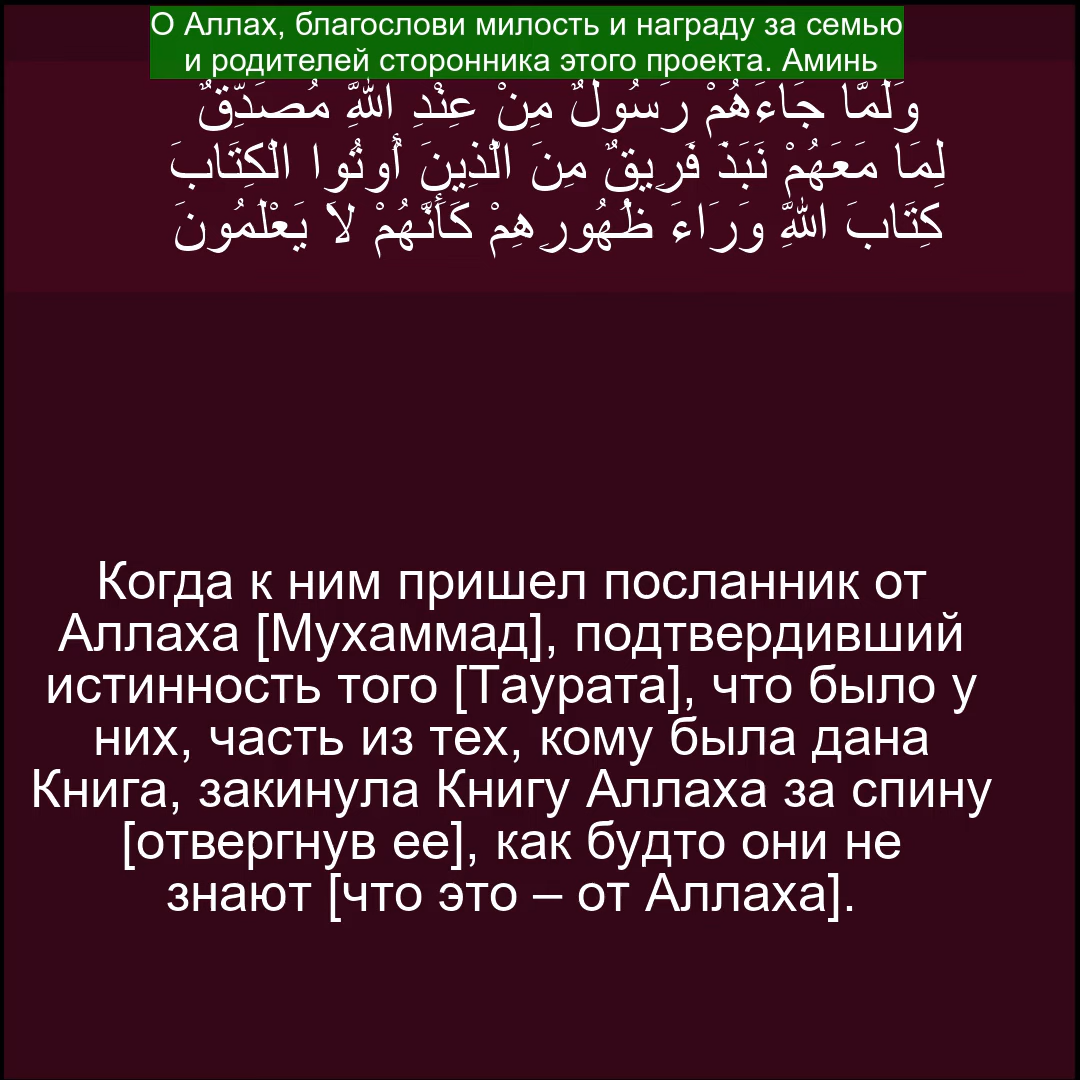 О Аллах, благослови милость и награду за семью
и родителей сторонника этого проекта. Аминь
وَلَمَّا جَاءَهُمْ رَسُولٌ مِنْ عِنْدِ اللَّهِ مُصَدِّقٌ
لِمَا مَعَهُمْ نَبَذَ فَرِيقٌ مِنَ الَّذِينَ أُوتُوا الْكِتَابَ
كِتَابَ اللَّهِ وَرَاءَ ظُهُورِهِمْ كَأَنَّهُمْ لَا يَعْلَمُونَ
Когда к ним пришел посланник от
Аллаха [Мухаммад], подтвердивший
истинность того [Таурата], что было у
них, часть из тех, кому была дана
Книга, закинула Книгу Аллаха за спину
[отвергнув ее], как будто они не
знают [что это – от Аллаха].